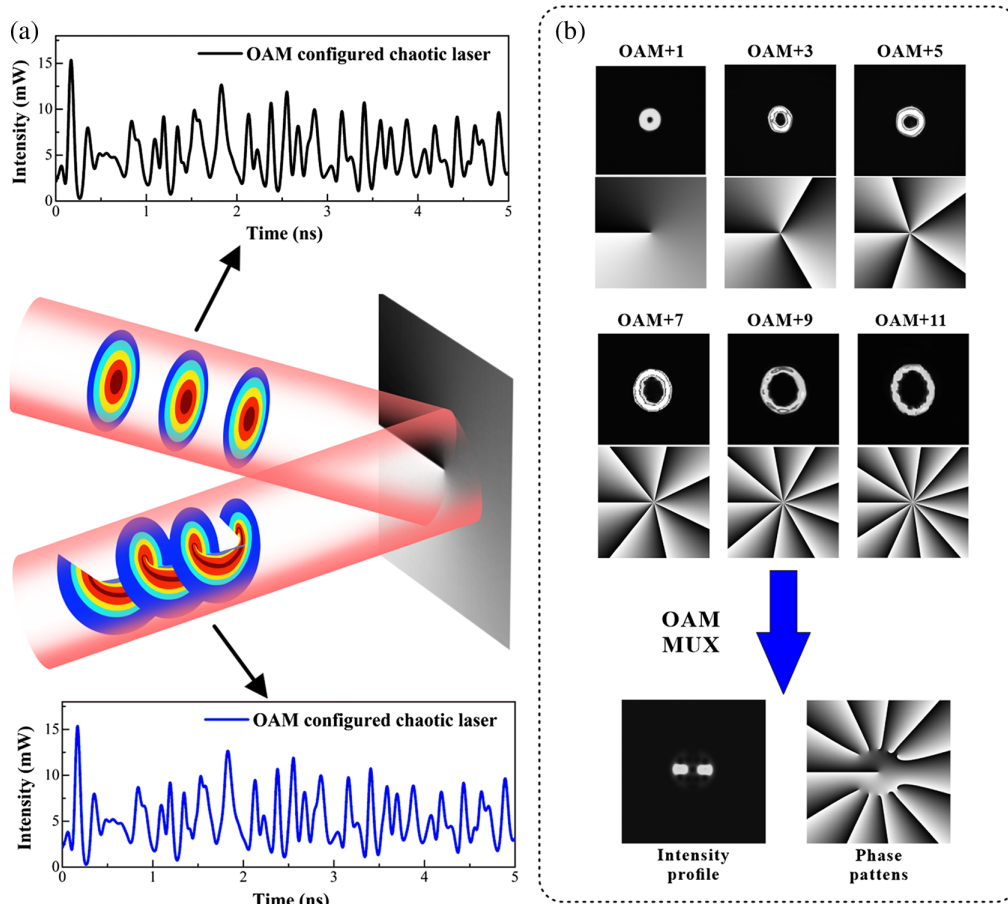 (a)
OAM configured chaotic laser
Intensity (mW)
15
10
5
0
0 1 2 3 4 5
Time (ns)
OAM configured chaotic laser
Intensity (mW)
15
10
5
0
0 1 2 3 4 5
Time (ns)
(b)
OAM+1 OAM+3 OAM+5
OAM+7 OAM+9 OAM+11
OAM
MUX
Intensity
profile
Phase
pattens